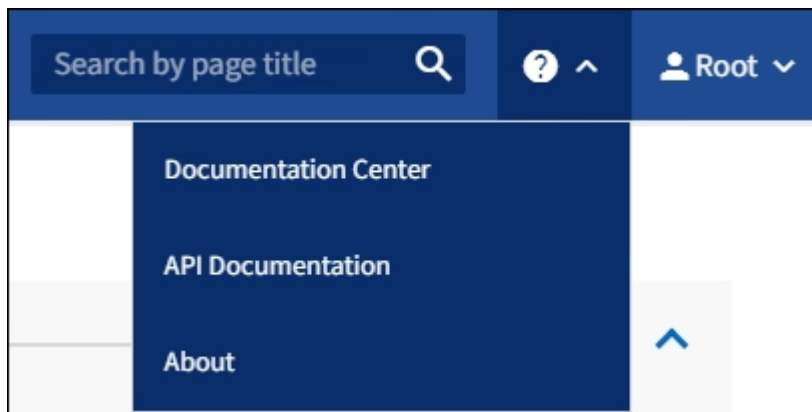 Search by page title
Root
Documentation Center
API Documentation
About